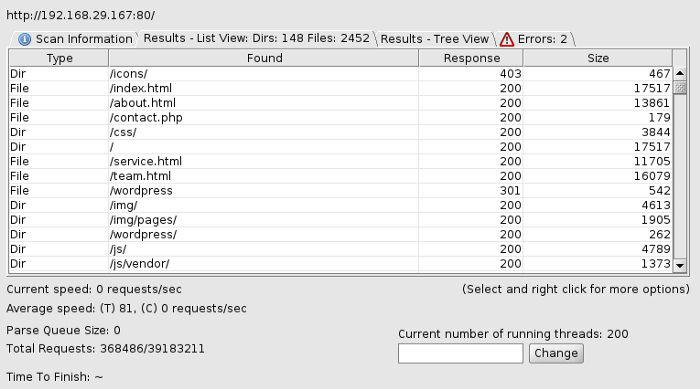 http://192.168.29.167:80/
Scan Information Results - List View: Dirs: 148 Files: 2452 Results - Tree View Errors: 2
Type Found Response Size
Dir /icons/ 403 467
File /index.html 200 17517
File /about.html 200 13861
File /contact.php 200 179
Dir /css/ 200 3844
Dir / 200 17517
File /service.html 200 11705
File /team.html 200 16079
File /wordpress 301 542
Dir /img/ 200 4613
Dir /img/pages/ 200 1905
Dir /wordpress/ 200 262
Dir /js/ 200 4789
Dir /js/vendor/ 200 1373
Current speed: 0 requests/sec (Select and right click for more options)
Average speed: (T) 81, (C) 0 requests/sec
Parse Queue Size: 0 Current number of running threads: 200
Total Requests: 368486/39183211 Change
Time To Finish: ~